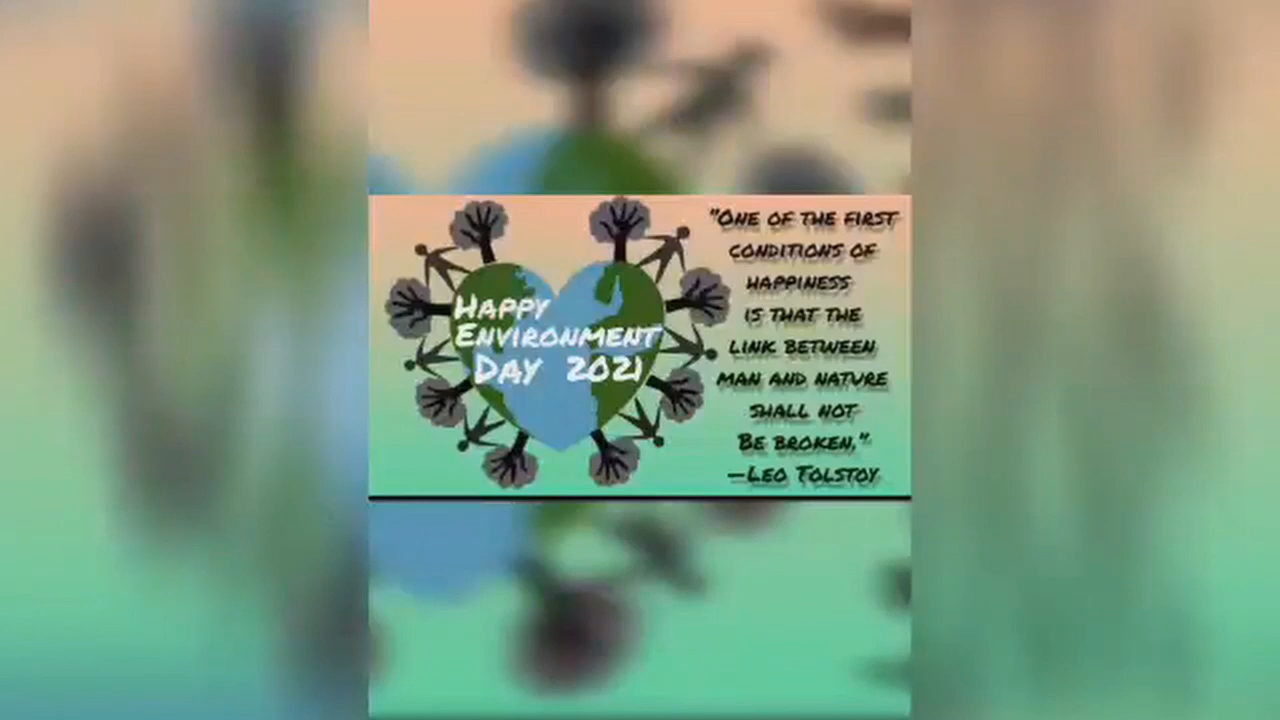 Happy
Environment
Day 2021
"One of the first
conditions of
happiness
is that the
link between
man and nature
shall not
Be broken."
—Leo Tolstoy